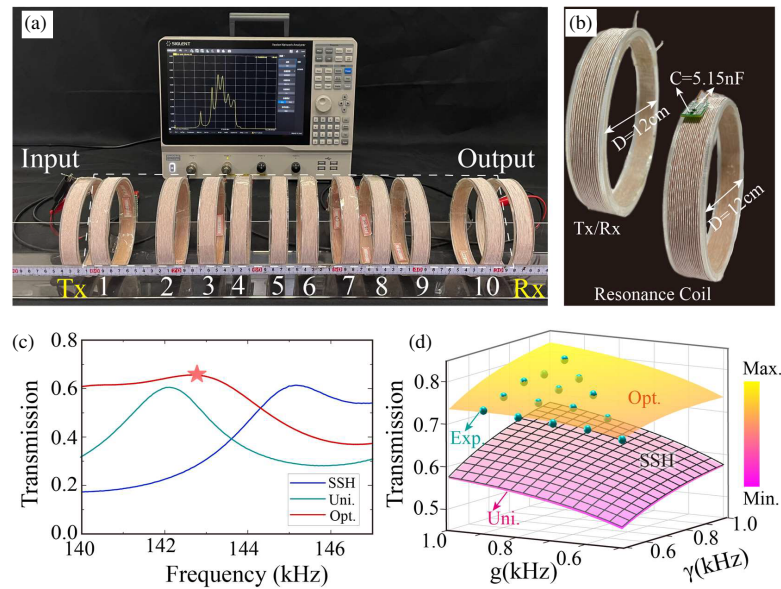 (a)
SIGLENT
Input
Output
Tx
1
2
3
4
5
6
7
8
9
10
Rx
(b)
C=5.15nF
D=12cm
D=12cm
Tx/Rx
Resonance Coil
(c)
0.8
0.6
0.4
0.2
0.0
Transmission
SSH
Uni.
Opt.
140
142
144
146
Frequency (kHz)
(d)
0.8
0.7
0.6
0.5
Transmission
Opt.
Exp.
SSH
Uni.
1.0
0.8
0.6
g(kHz)
0.6
0.8
1.0
γ(kHz)
Max.
Min.